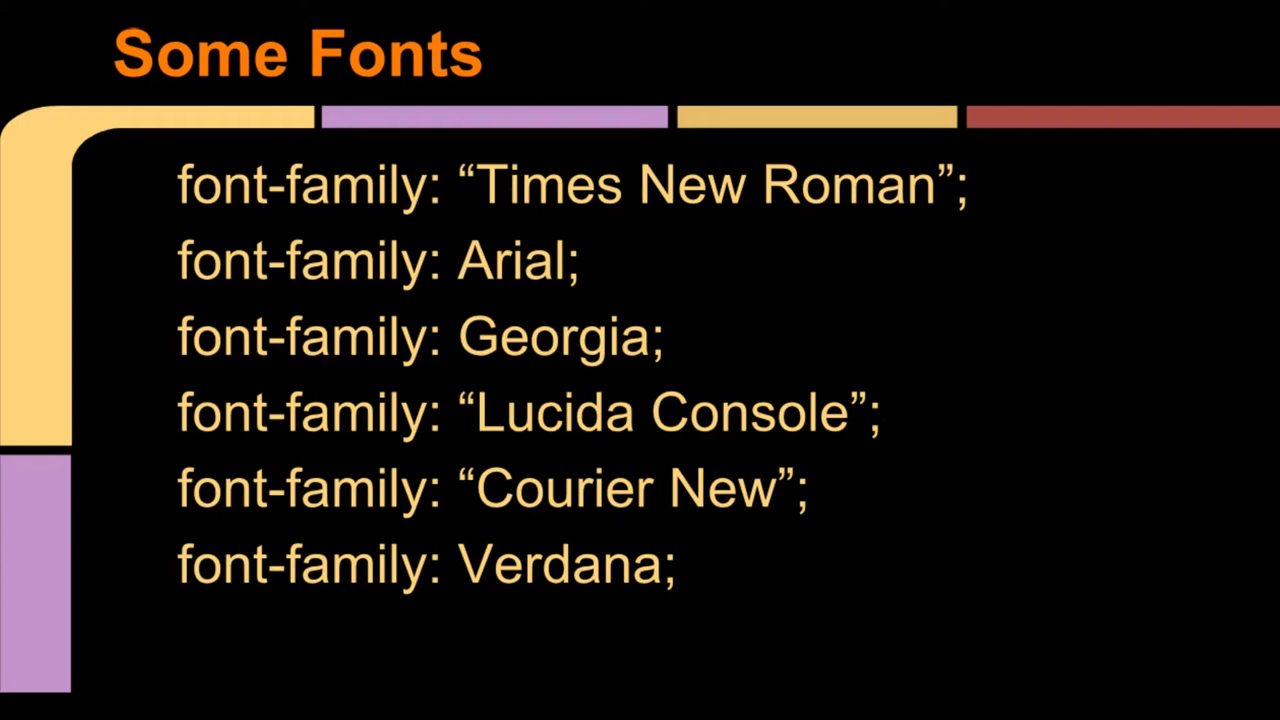 Some Fonts
font-family: “Times New Roman”;
font-family: Arial;
font-family: Georgia;
font-family: “Lucida Console”;
font-family: “Courier New”;
font-family: Verdana;